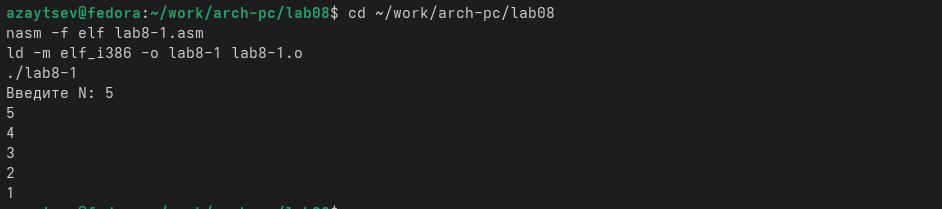 azaytsev@fedora:~/work/arch-pc/lab08$ cd ~/work/arch-pc/lab08
nasm -f elf lab8-1.asm
ld -m elf_i386 -o lab8-1 lab8-1.o
./lab8-1
Введите N: 5
5
4
3
2
1